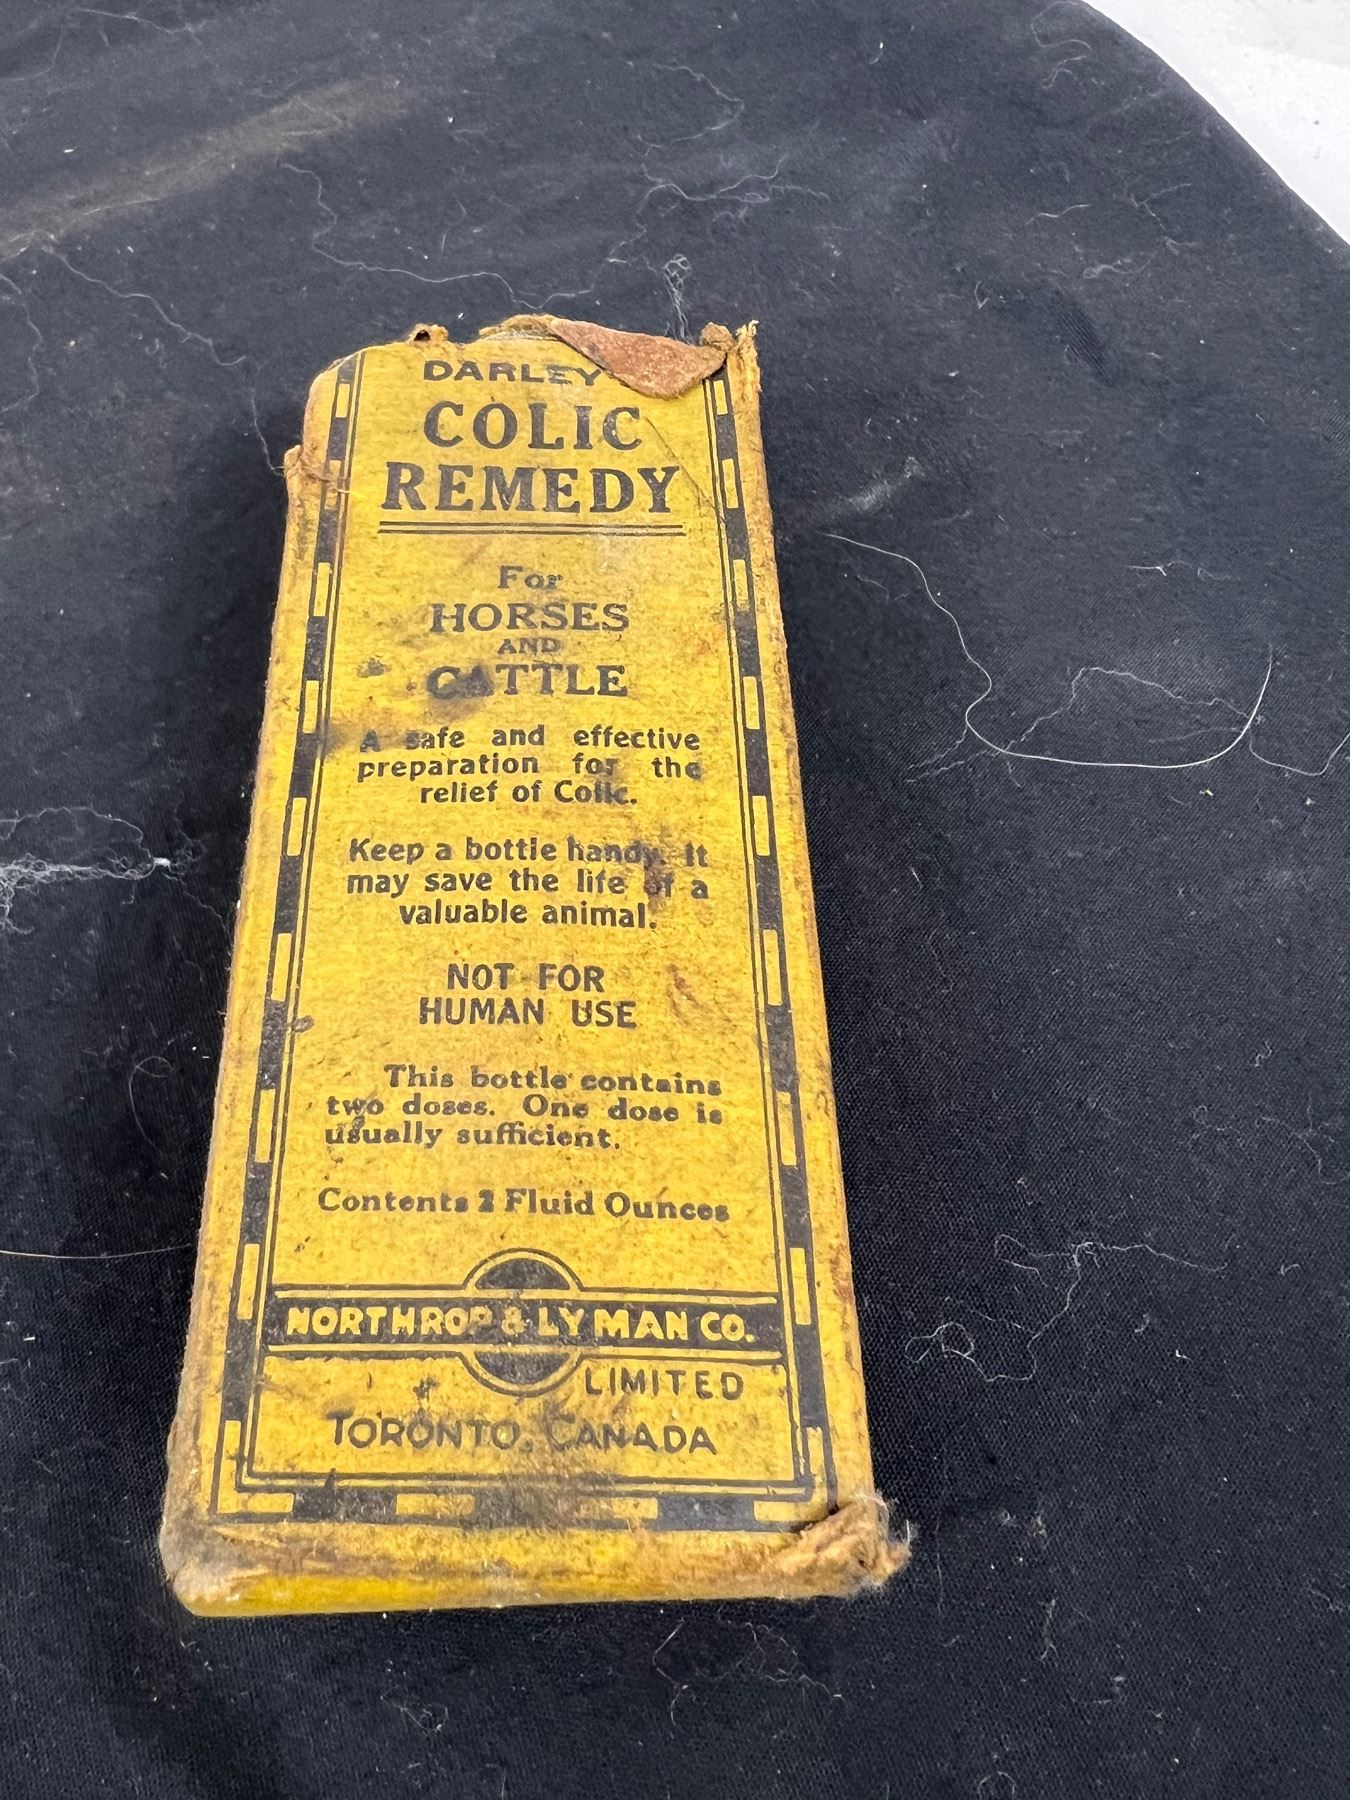 DARLEY
COLIC
REMEDY
For
HORSES
AND
CATTLE
A safe and effective
preparation for the
relief of Colic.
Keep a bottle handy. It
may save the life of a
valuable animal.
NOT FOR
HUMAN USE
This bottle contains
two doses. One dose is
usually sufficient.
Contents 2 Fluid Ounces
NORTHROP & LYMAN CO.
LIMITED
TORONTO, CANADA